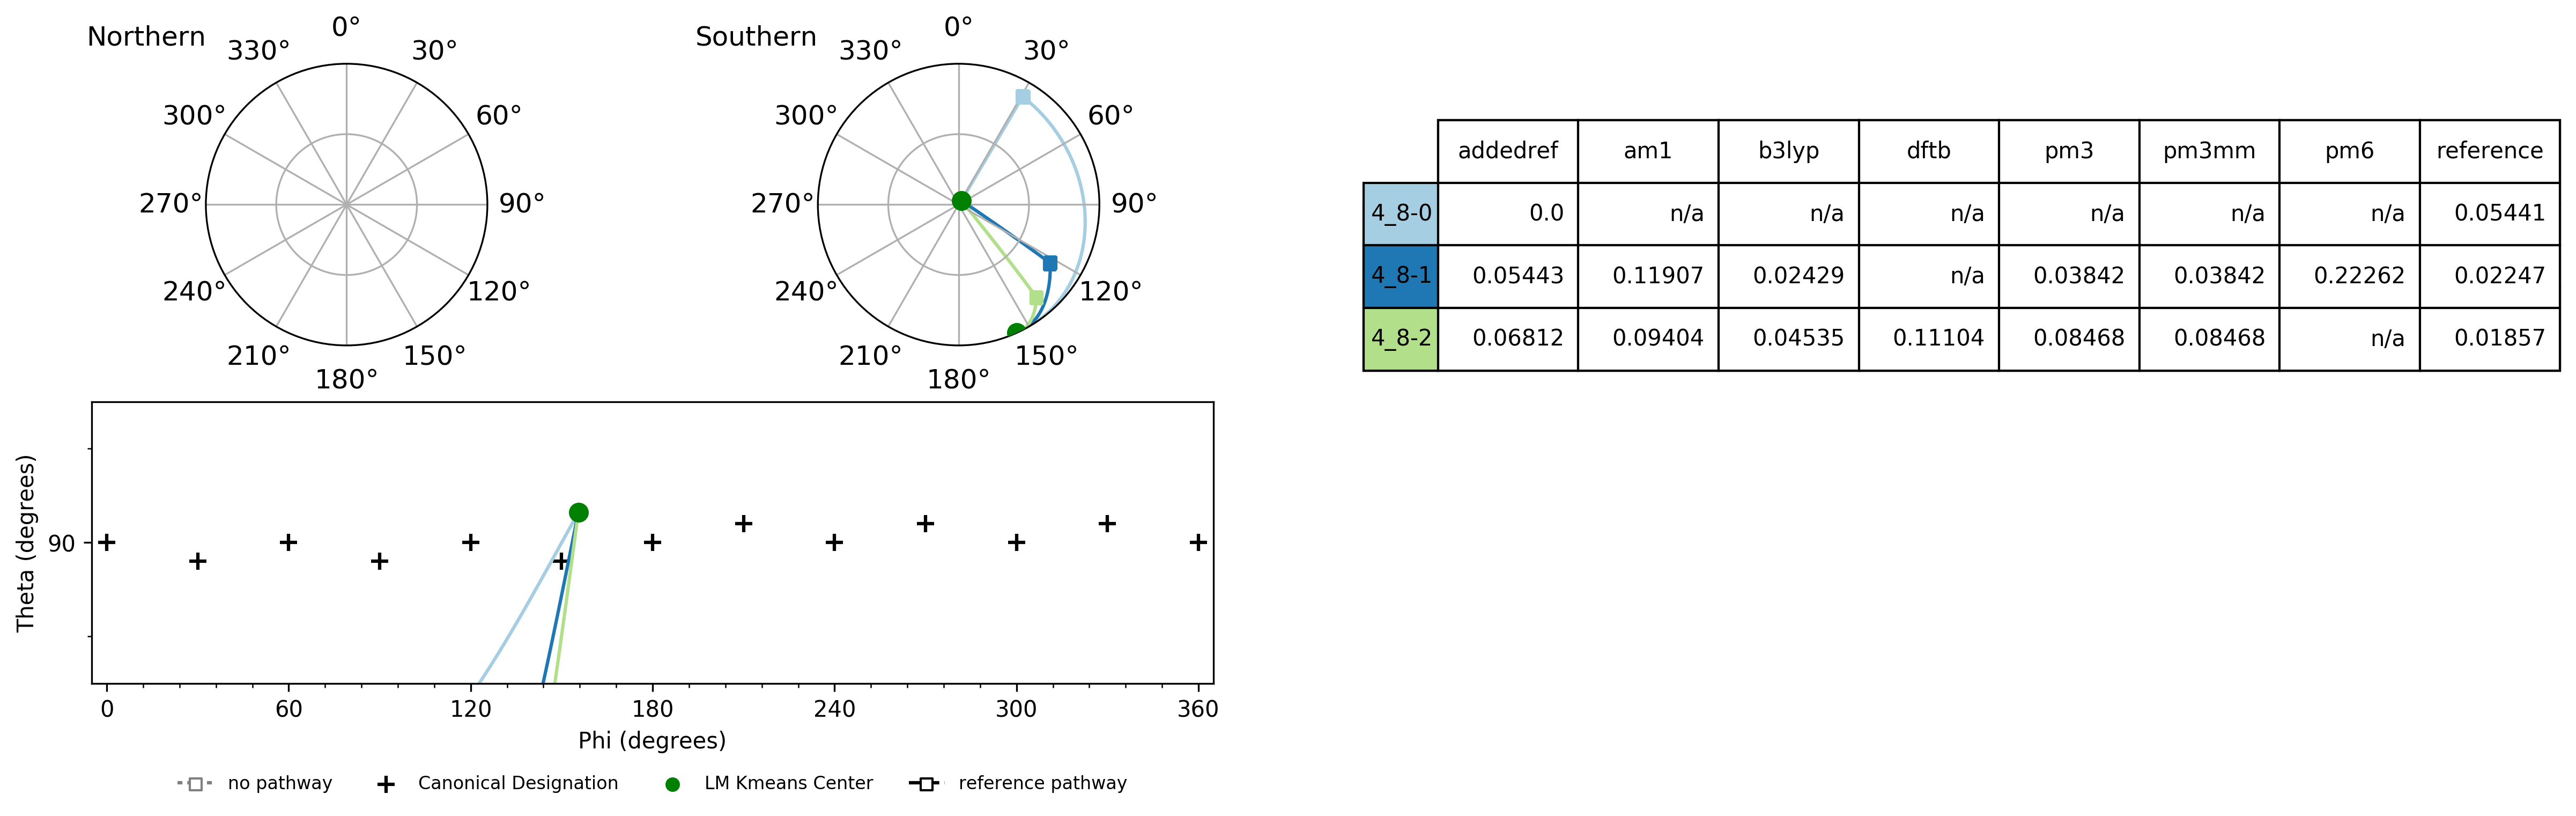 Northern
0°
30°
60°
90°
120°
150°
180°
210°
240°
270°
300°
330°
Southern
0°
30°
60°
90°
120°
150°
180°
210°
240°
270°
300°
330°
addedref am1 b3lyp dftb pm3 pm3mm pm6 reference
4_8-0 0.0 n/a n/a n/a n/a n/a n/a 0.05441
4_8-1 0.05443 0.11907 0.02429 n/a 0.03842 0.03842 0.22262 0.02247
4_8-2 0.06812 0.09404 0.04535 0.11104 0.08468 0.08468 n/a 0.01857
Theta (degrees)
90
0 60 120 180 240 300 360
Phi (degrees)
no pathway Canonical Designation LM Kmeans Center reference pathway